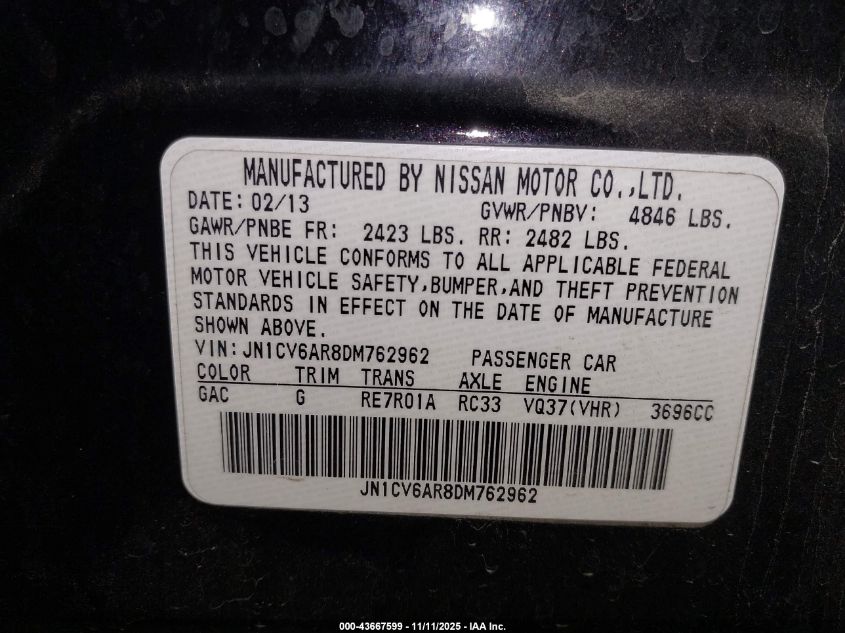 MANUFACTURED BY NISSAN MOTOR CO.,LTD.
DATE: 02/13 GVWR/PNBV: 4846 LBS.
GAWR/PNBE FR: 2423 LBS. RR: 2482 LBS.
THIS VEHICLE CONFORMS TO ALL APPLICABLE FEDERAL
MOTOR VEHICLE SAFETY,BUMPER,AND THEFT PREVENTION
STANDARDS IN EFFECT ON THE DATE OF MANUFACTURE
SHOWN ABOVE.
VIN:JN1CV6AR8DM762962 PASSENGER CAR
COLOR TRIM TRANS AXLE ENGINE
GAC G RE7R01A RC33 VQ37(VHR) 3696CC
JN1CV6AR8DM762962
000-43667599 - 11/11/2025 - IAA Inc.